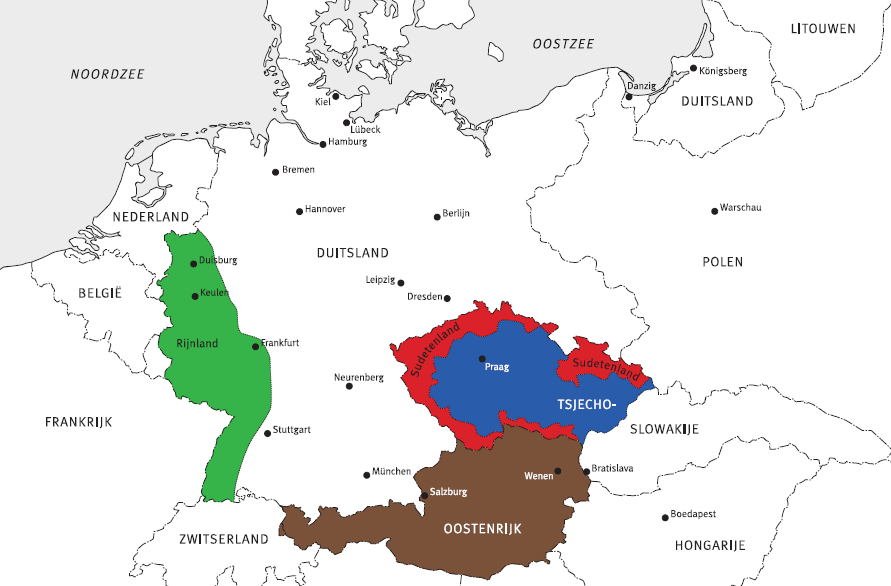 LITOUWEN
OOSTZEE
NOORDZEE
Königsberg
Danzig
DUITSLAND
Kiel
Lübeck
Hamburg
Bremen
Hannover
Berlijn
Warschau
NEDERLAND
DUITSLAND
POLEN
Duisburg
BELGIË
Keulen
Leipzig
Dresden
Rijnland
Frankfurt
Sudetenland
Sudetenland
Praag
Neurenberg
TSJECHO-
SLOWAKIJE
FRANKRIJK
Stuttgart
München
Wenen
Bratislava
Salzburg
OOSTENRIJK
Boedapest
ZWITSERLAND
HONGARIJE